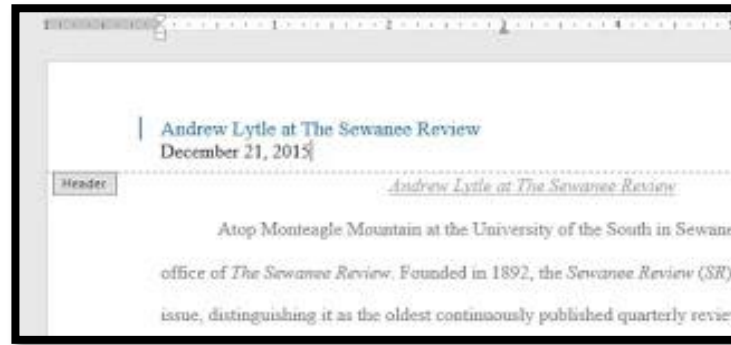 Andrew Lytle at The Sewanee Review
December 21, 2015
Header
Andrew Lytle at The Sewanee Review
Atop Monteagle Mountain at the University of the South in Sewane
office of The Sewanee Review. Founded in 1892, the Sewanee Review (SR)
issue, distinguishing it as the oldest continuously published quarterly revie